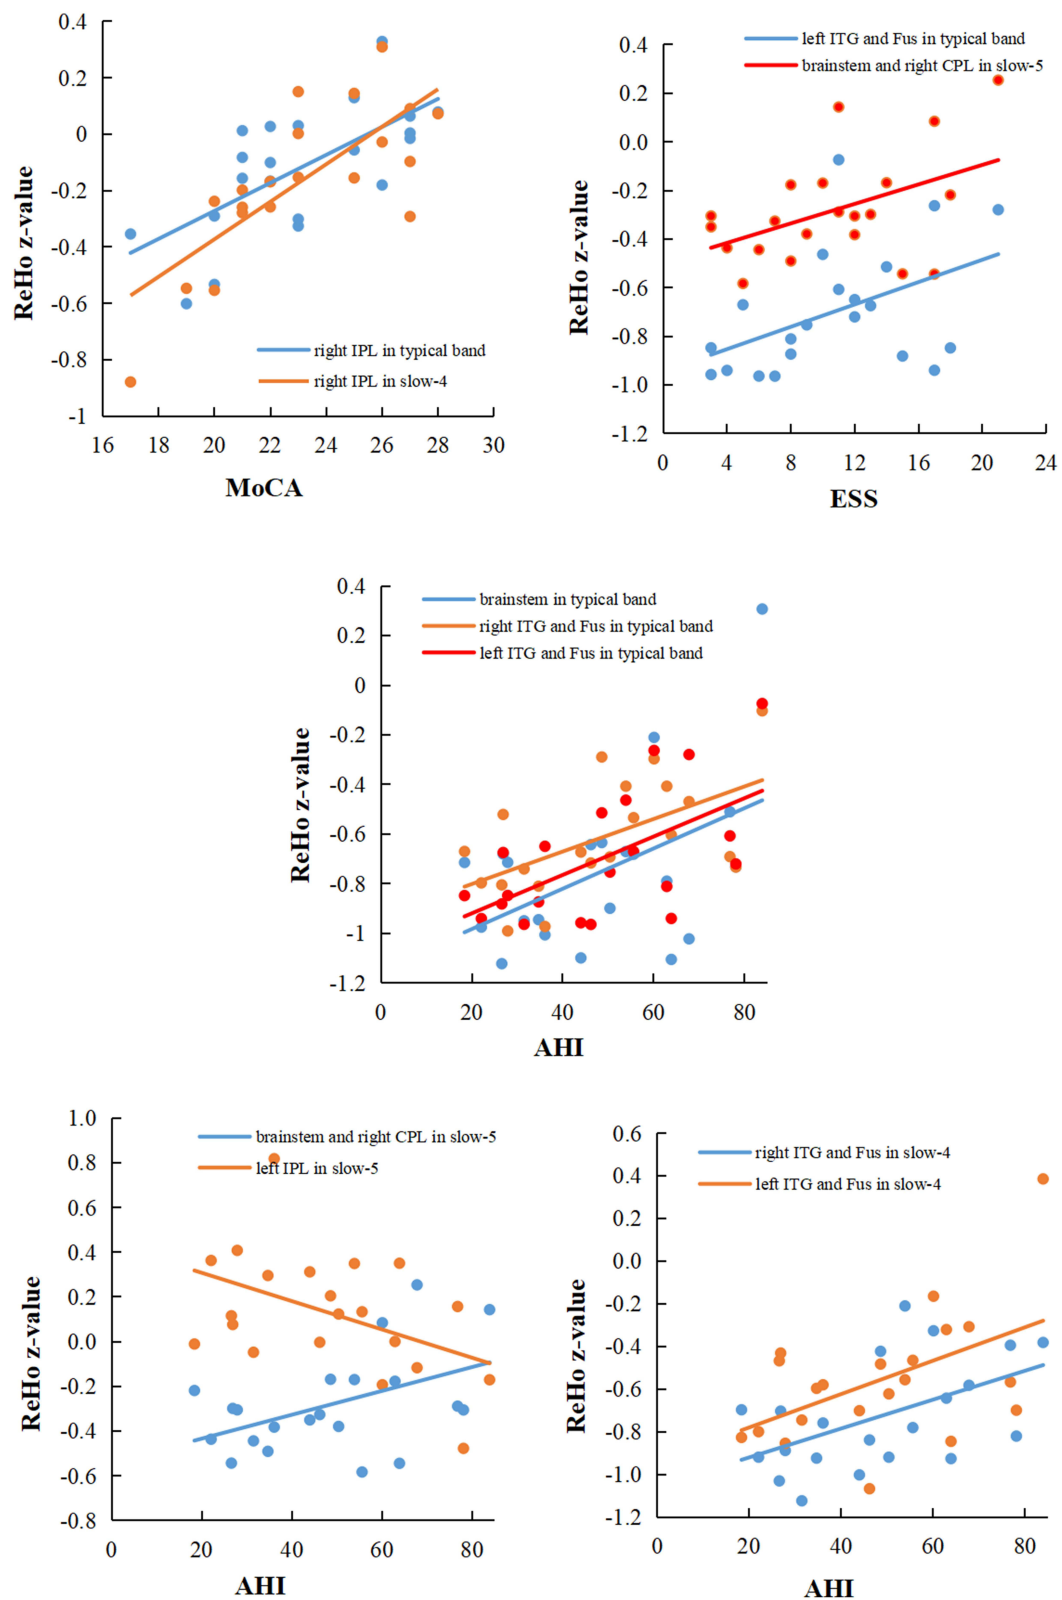 0.4
0.2
0
-0.2
-0.4
-0.6
-0.8
-1
ReHo z-value
right IPL in typical band
right IPL in slow-4
16 18 20 22 24 26 28 30
MoCA
left ITG and Fus in typical band
brainstem and right CPL in slow-5
0.4
0.2
0.0
-0.2
-0.4
-0.6
-0.8
-1.0
-1.2
ReHo z-value
0 4 8 12 16 20 24
ESS
0.4
0.2
0
-0.2
-0.4
-0.6
-0.8
-1
-1.2
ReHo z-value
brainstem in typical band
right ITG and Fus in typical band
left ITG and Fus in typical band
0 20 40 60 80
AHI
1.0
0.8
0.6
0.4
0.2
0.0
-0.2
-0.4
-0.6
-0.8
ReHo z-value
brainstem and right CPL in slow-5
left IPL in slow-5
0 20 40 60 80
AHI
0.6
0.4
0.2
0.0
-0.2
-0.4
-0.6
-0.8
-1.0
-1.2
ReHo z-value
right ITG and Fus in slow-4
left ITG and Fus in slow-4
0 20 40 60 80
AHI